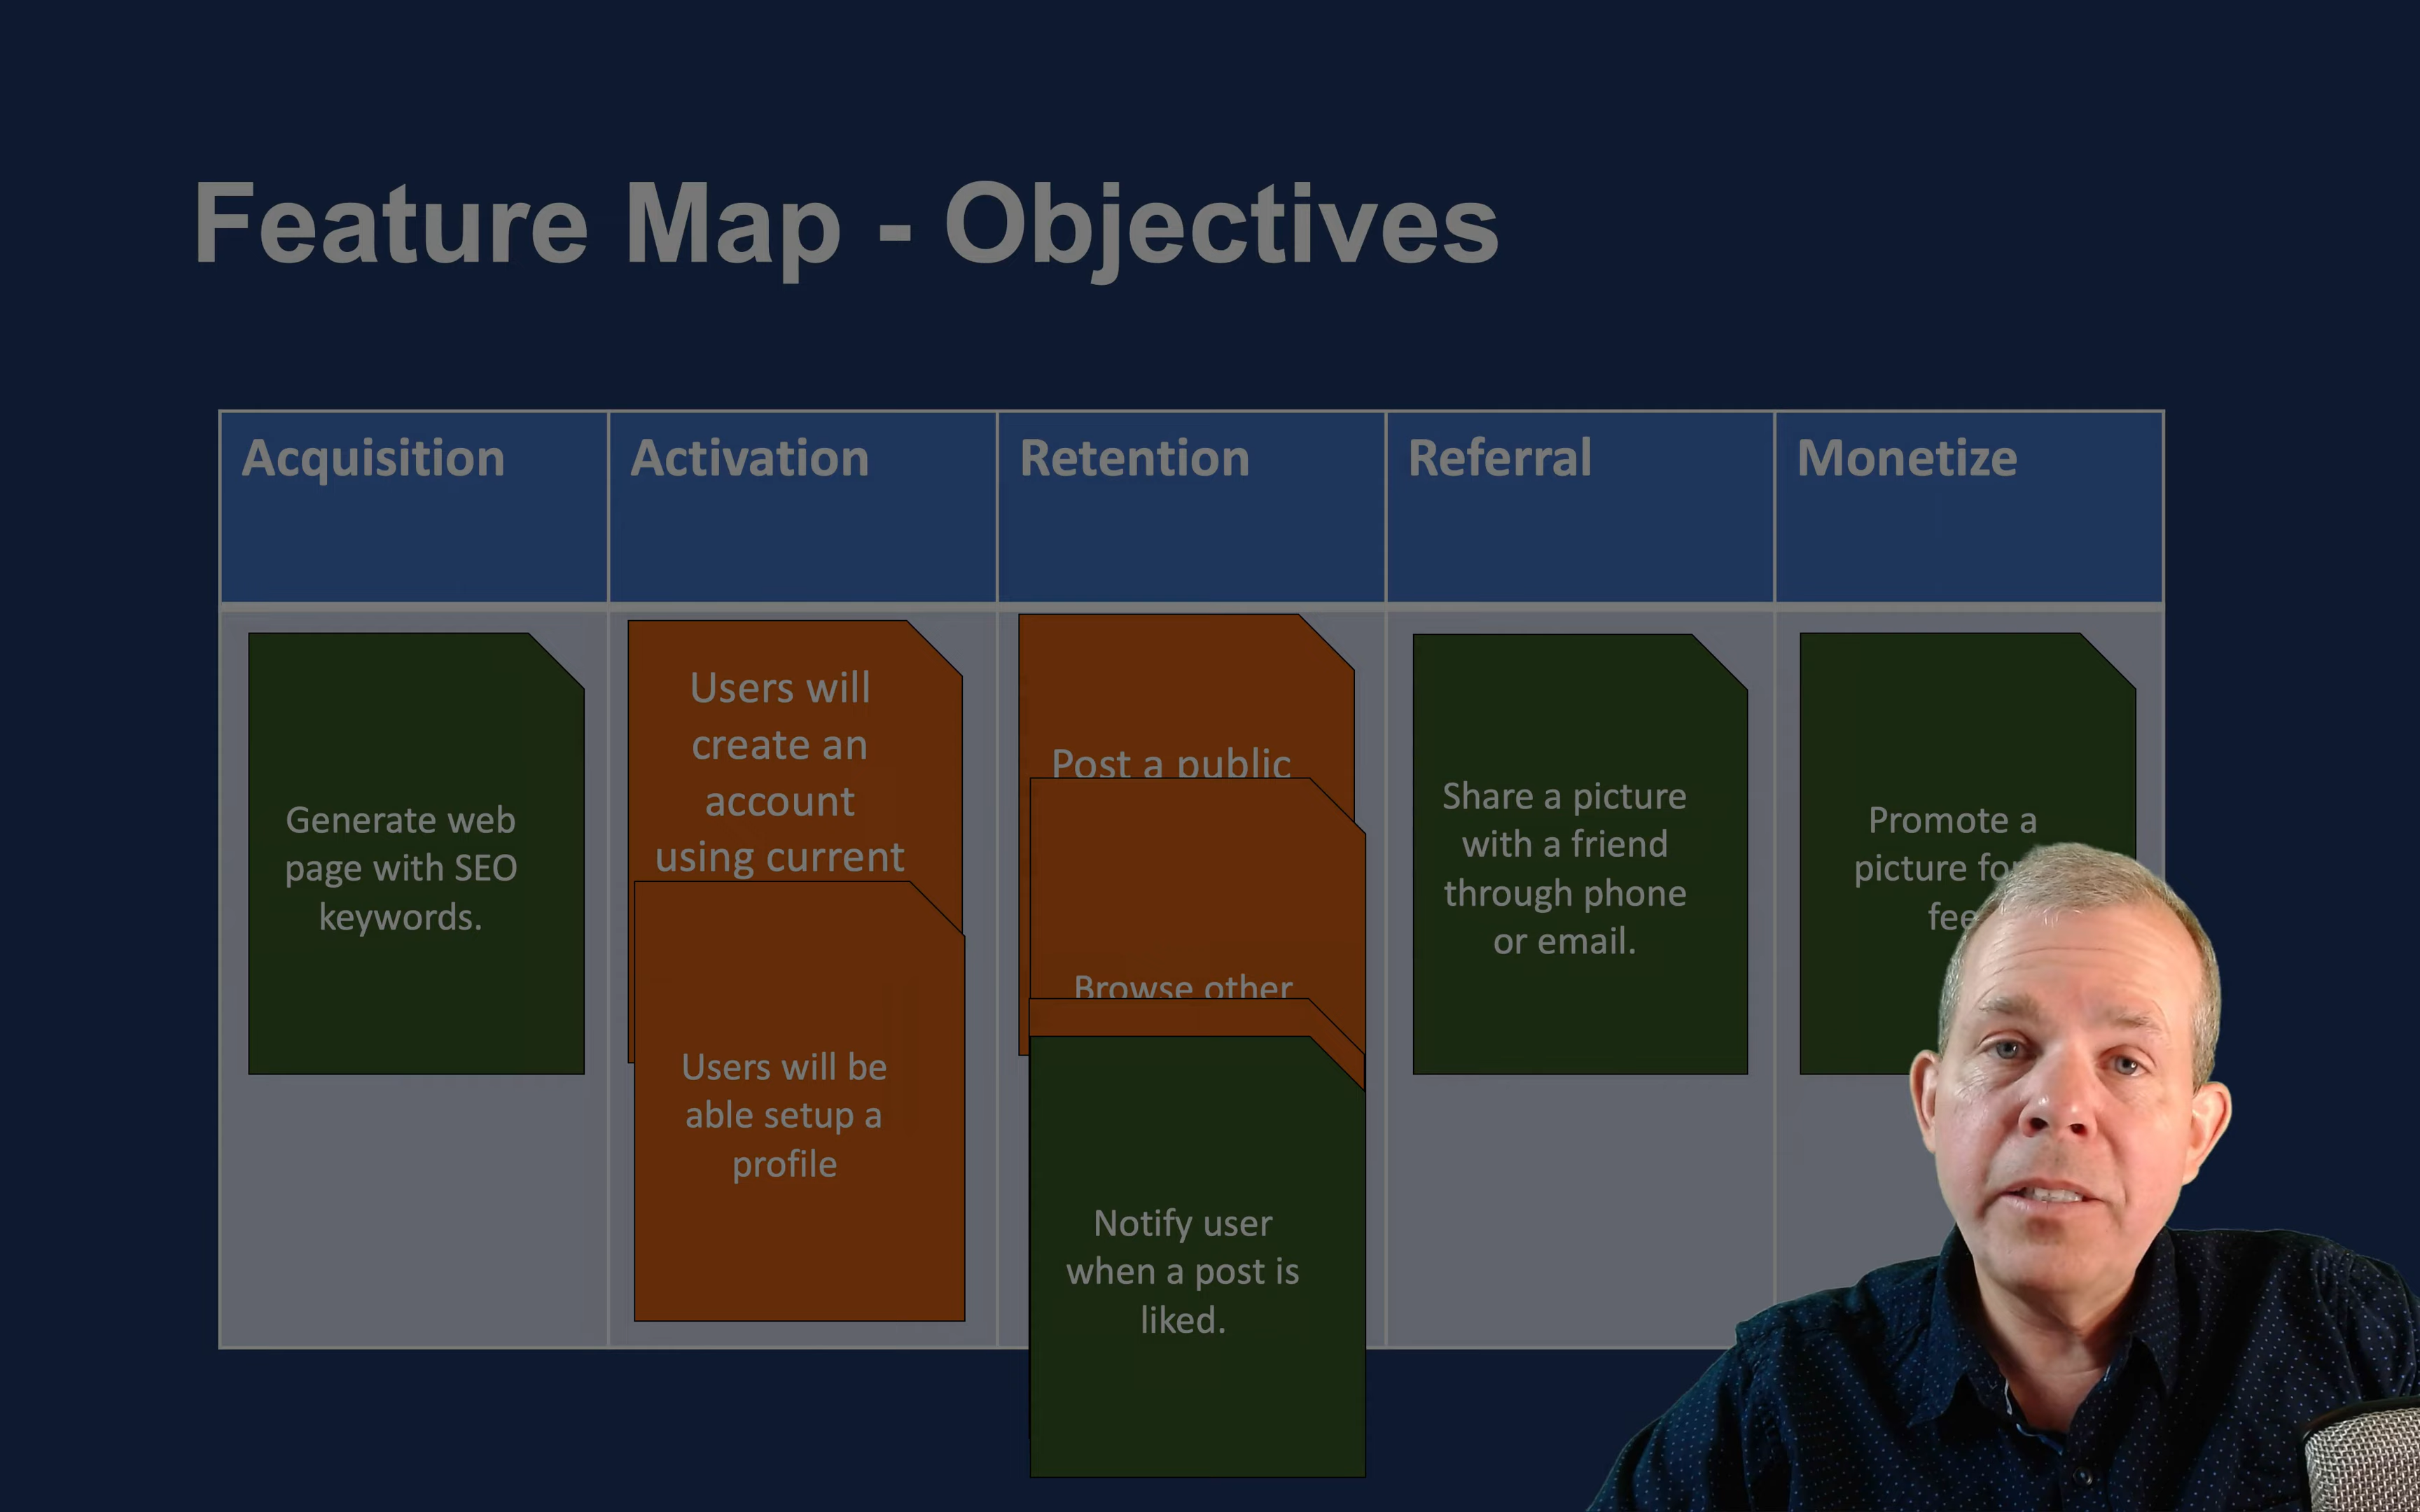 Feature Map - Objectives
Acquisition
Activation
Retention
Referral
Monetize
Generate web
page with SEO
keywords.
Users will
create an
account
using current
Users will be
able setup a
profile
Post a public
Browse other
Notify user
when a post is
liked.
Share a picture
with a friend
through phone
or email.
Promote a
picture